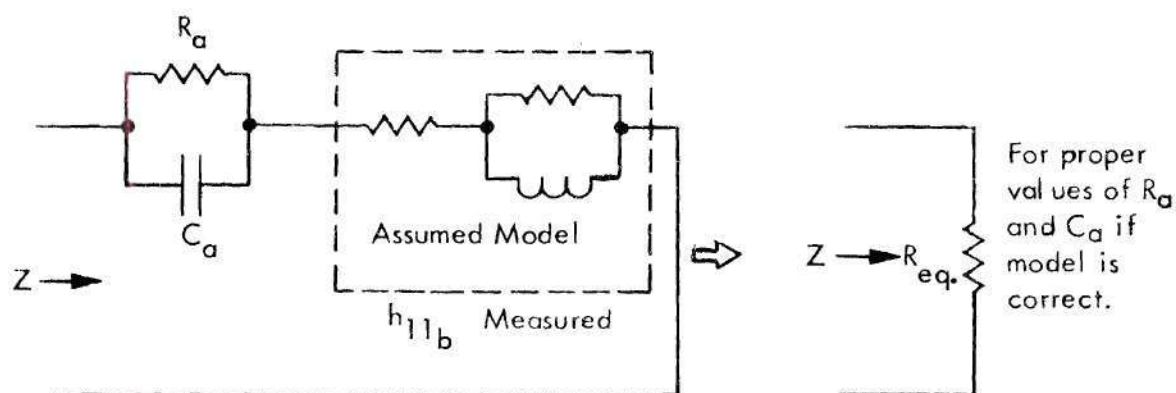 Ra
Ca
Assumed Model
h11b Measured
Z
Z
Req.
For proper
values of Ra
and Ca if
model is
correct.